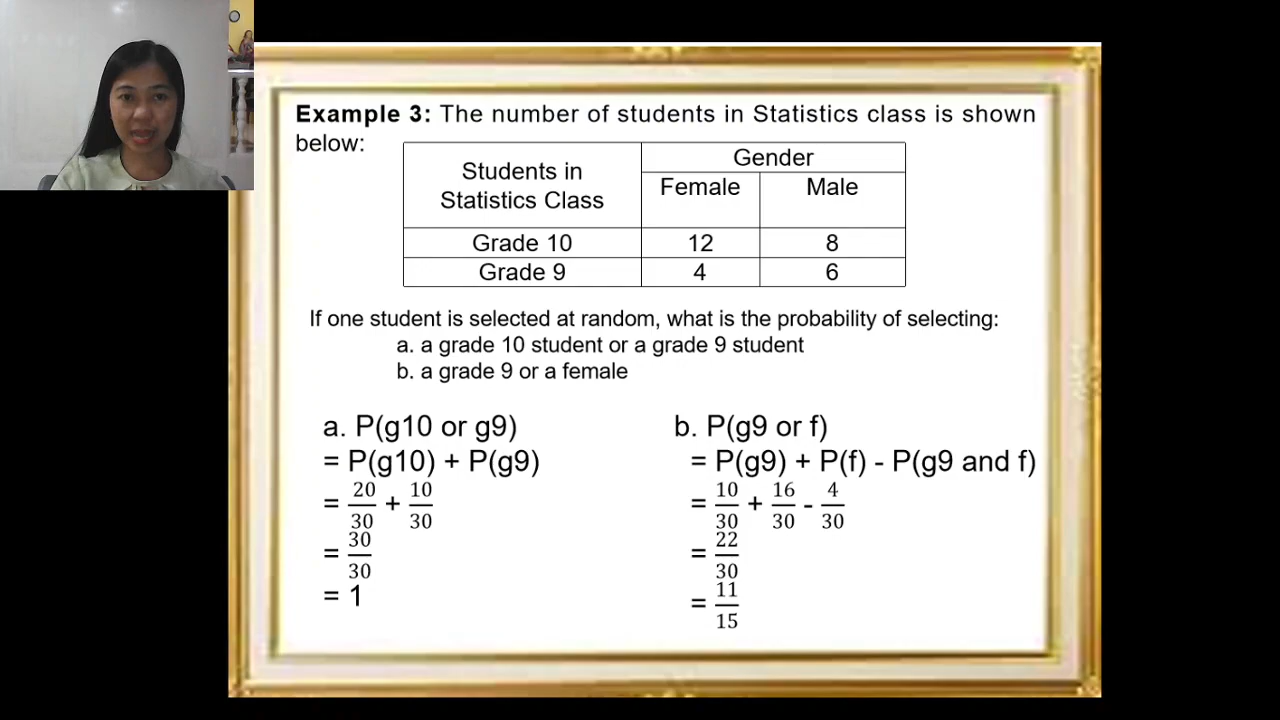 Example 3: The number of students in Statistics class is shown
below:
Students in
Statistics Class
Gender
Female Male
Grade 10 12 8
Grade 9 4 6
If one student is selected at random, what is the probability of selecting:
a. a grade 10 student or a grade 9 student
b. a grade 9 or a female
a. P(g10 or g9)
= P(g10) + P(g9)
= 20/30 + 10/30
= 30/30
= 1
b. P(g9 or f)
= P(g9) + P(f) - P(g9 and f)
= 10/30 + 16/30 - 4/30
= 22/30
= 11/15